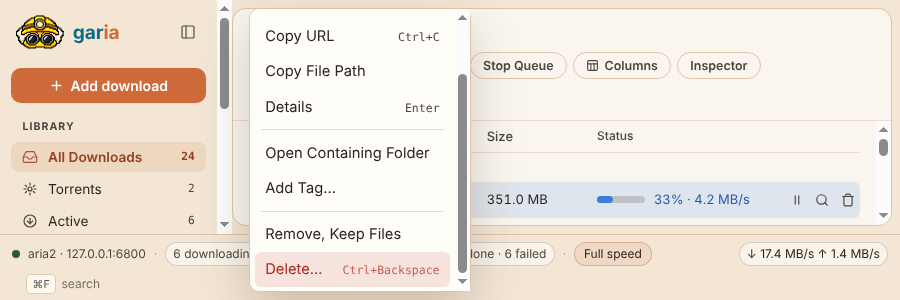 garia
Add download
LIBRARY
All Downloads 24
Torrents 2
Active 6
Copy URL Ctrl+C
Copy File Path
Details Enter
Open Containing Folder
Add Tag...
Remove, Keep Files
Delete... Ctrl+Backspace
Stop Queue Columns Inspector
Size Status
351.0 MB 33% · 4.2 MB/s
aria2 · 127.0.0.1:6800 · 6 · 6 failed · Full speed ↓ 17.4 MB/s ↑ 1.4 MB/s
⌘F search